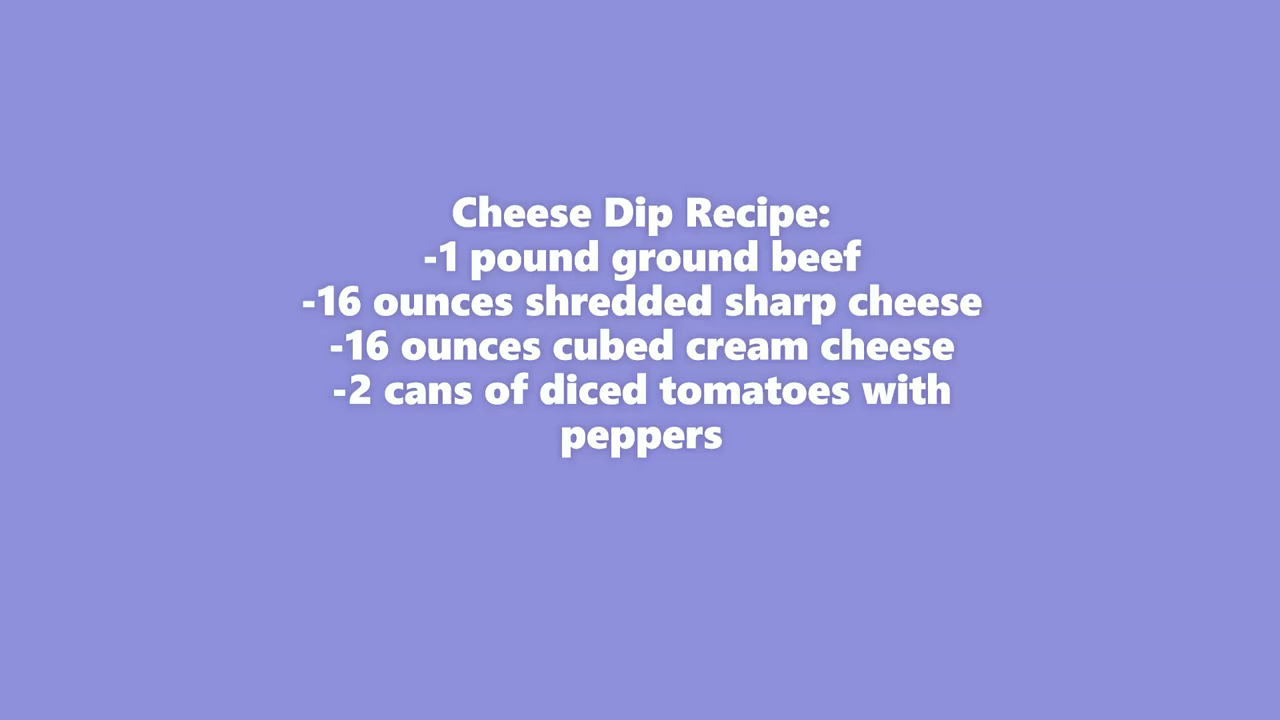 Cheese Dip Recipe:
-1 pound ground beef
-16 ounces shredded sharp cheese
-16 ounces cubed cream cheese
-2 cans of diced tomatoes with
peppers